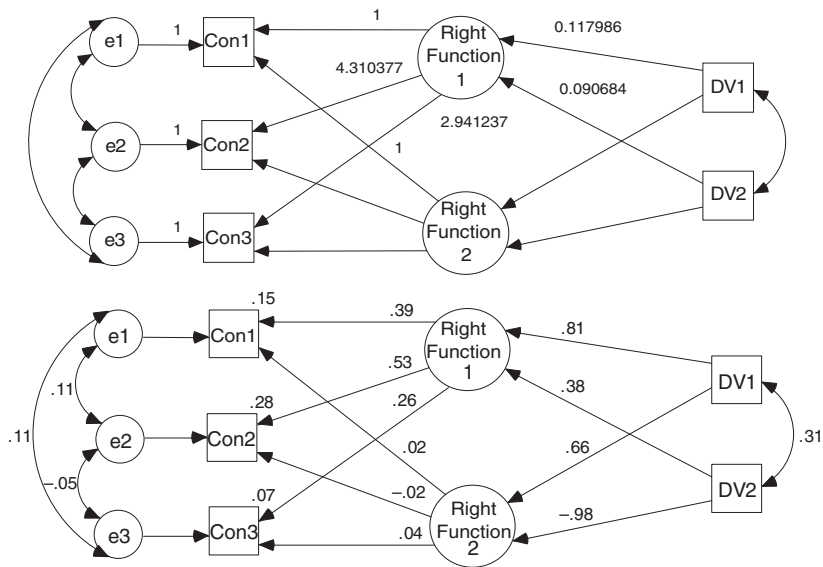 e1
1
Con1
1
Right
Function
1
0.117986
DV1
4.310377
0.090684
e2
1
Con2
2.941237
1
DV2
e3
1
Con3
Right
Function
2
.15
e1
Con1
.39
Right
Function
1
.81
DV1
.11
.28
.53
.26
.38
.11
e2
Con2
.02
.66
.31
–.05
.07
–.02
DV2
e3
Con3
.04
Right
Function
2
–.98